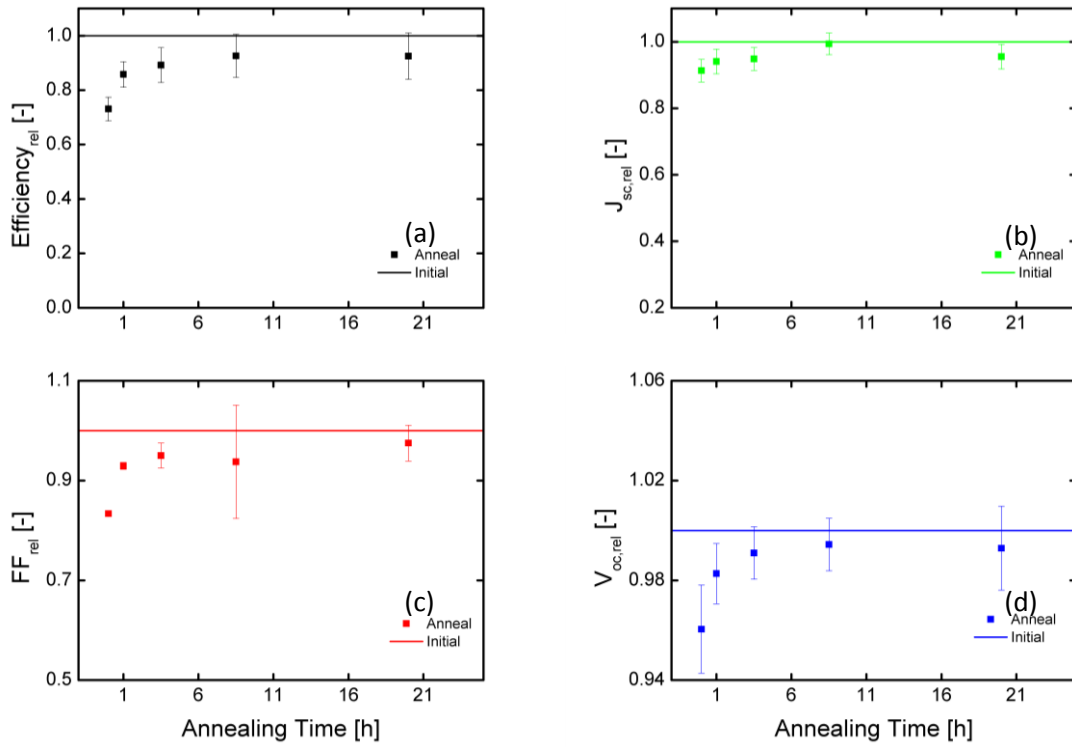 1.0
0.8
0.6
0.4
0.2
0.0
Efficiency_rel [-]
(a)
Anneal
Initial
1 6 11 16 21
1.0
0.8
0.6
0.4
0.2
J_sc,rel [-]
(b)
Anneal
Initial
1 6 11 16 21
1.1
0.9
0.7
0.5
FF_rel [-]
(c)
Anneal
Initial
1 6 11 16 21
Annealing Time [h]
1.06
1.02
0.98
0.94
V_oc,rel [-]
(d)
Anneal
Initial
1 6 11 16 21
Annealing Time [h]